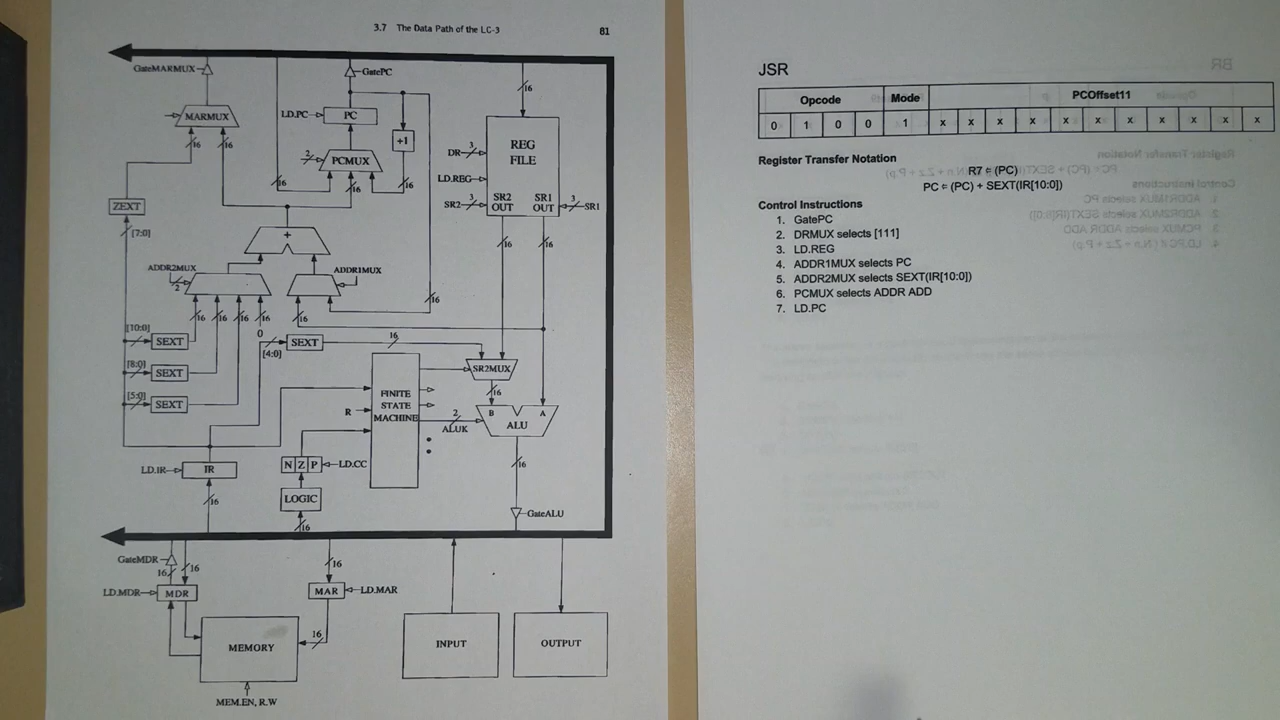 3.7 The Data Path of the LC-3
81
GateMARMUX
GatePC
16
MARMUX
LD.PC
PC
+1
16
16
2
PCMUX
16
16
16
DR
3
LD.REG
SR2
3
REG
FILE
SR2
OUT
SR1
OUT
3
SR1
ZEXT
[7:0]
+
16
16
ADDR2MUX
2
ADDR1MUX
16
16
16
16
16
16
16
[10:0]
SEXT
0
[4:0]
SEXT
16
[8:0]
SEXT
SR2MUX
[5:0]
SEXT
16
FINITE
STATE
MACHINE
R
2
ALUK
B
A
ALU
LD.IR
IR
N Z P
LD.CC
16
LOGIC
16
16
GateALU
GateMDR
16
16
16
LD.MDR
MDR
MAR
LD.MAR
16
MEMORY
INPUT
OUTPUT
MEM.EN, R.W
JSR
BR
Opcode
Mode
PCOffset11
0 1 0 0 1 x x x x x x x x x x x
Register Transfer Notation
R7 ⇐ (PC)
PC ⇐ (PC) + SEXT(IR[10:0])
Control Instructions
1. GatePC
2. DRMUX selects [111]
3. LD.REG
4. ADDR1MUX selects PC
5. ADDR2MUX selects SEXT(IR[10:0])
6. PCMUX selects ADDR ADD
7. LD.PC